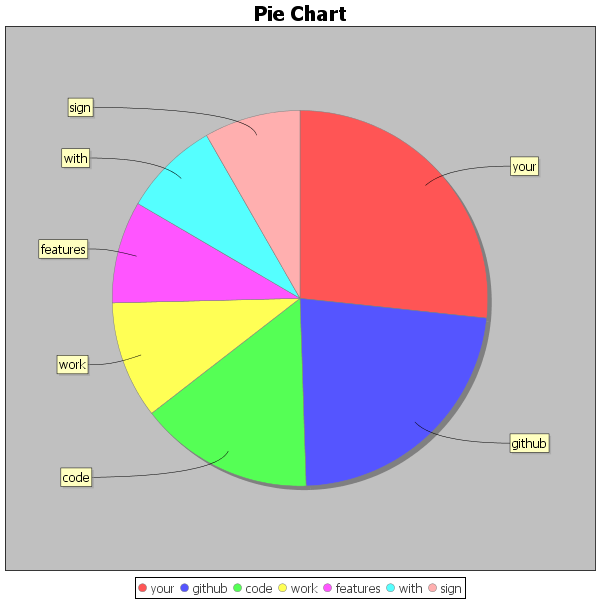 Pie Chart
sign
with
your
features
work
github
code
your github code work features with sign